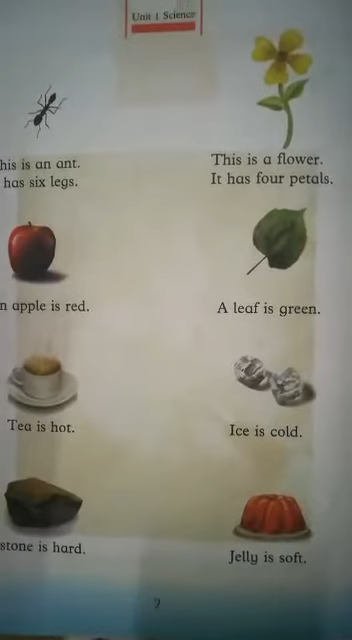 Unit 1 Science
his is an ant.
has six legs.
This is a flower.
It has four petals.
n apple is red.
A leaf is green.
Tea is hot.
Ice is cold.
stone is hard.
Jelly is soft.